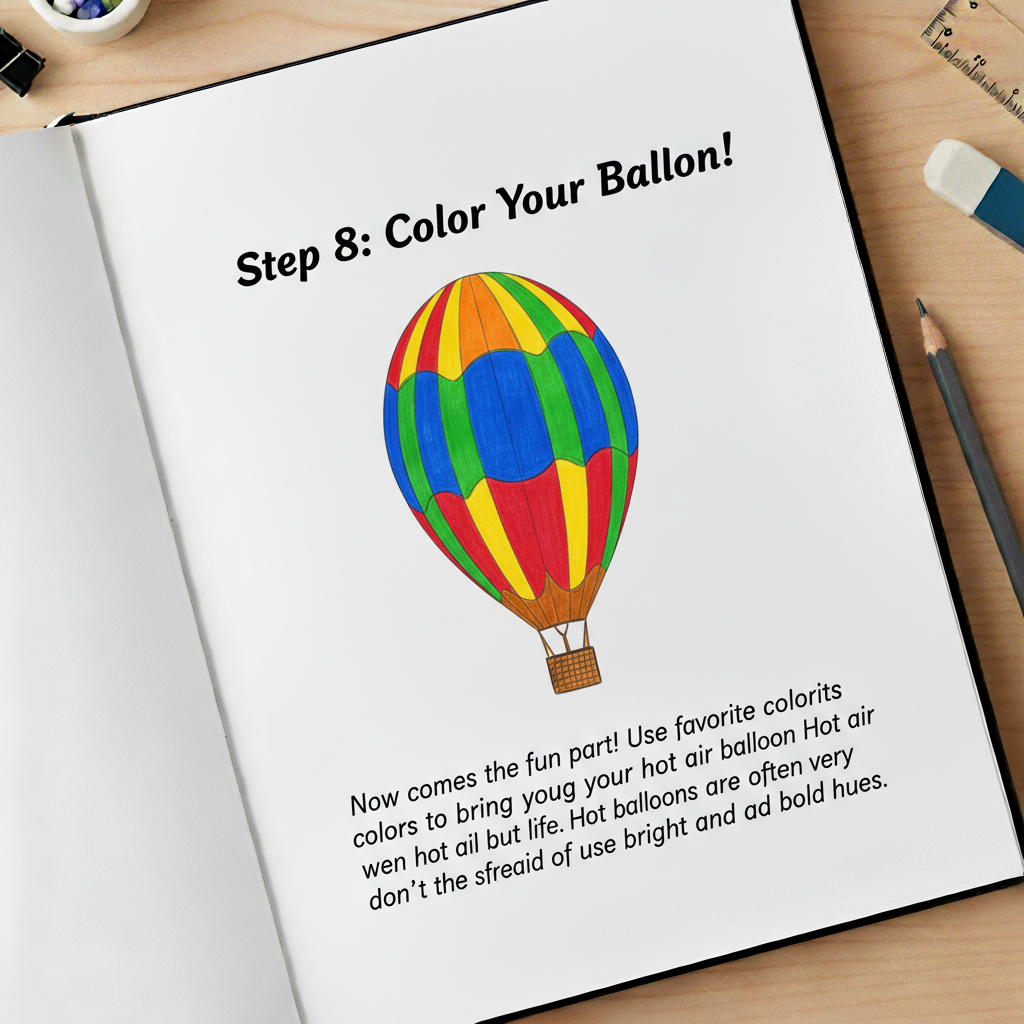 Step 8: Color Your Ballon!
Now comes the fun part! Use favorite colorits
colors to bring youg your hot air balloon Hot air
wen hot ail but life. Hot balloons are often very
don't the sfreaid of use bright and ad bold hues.